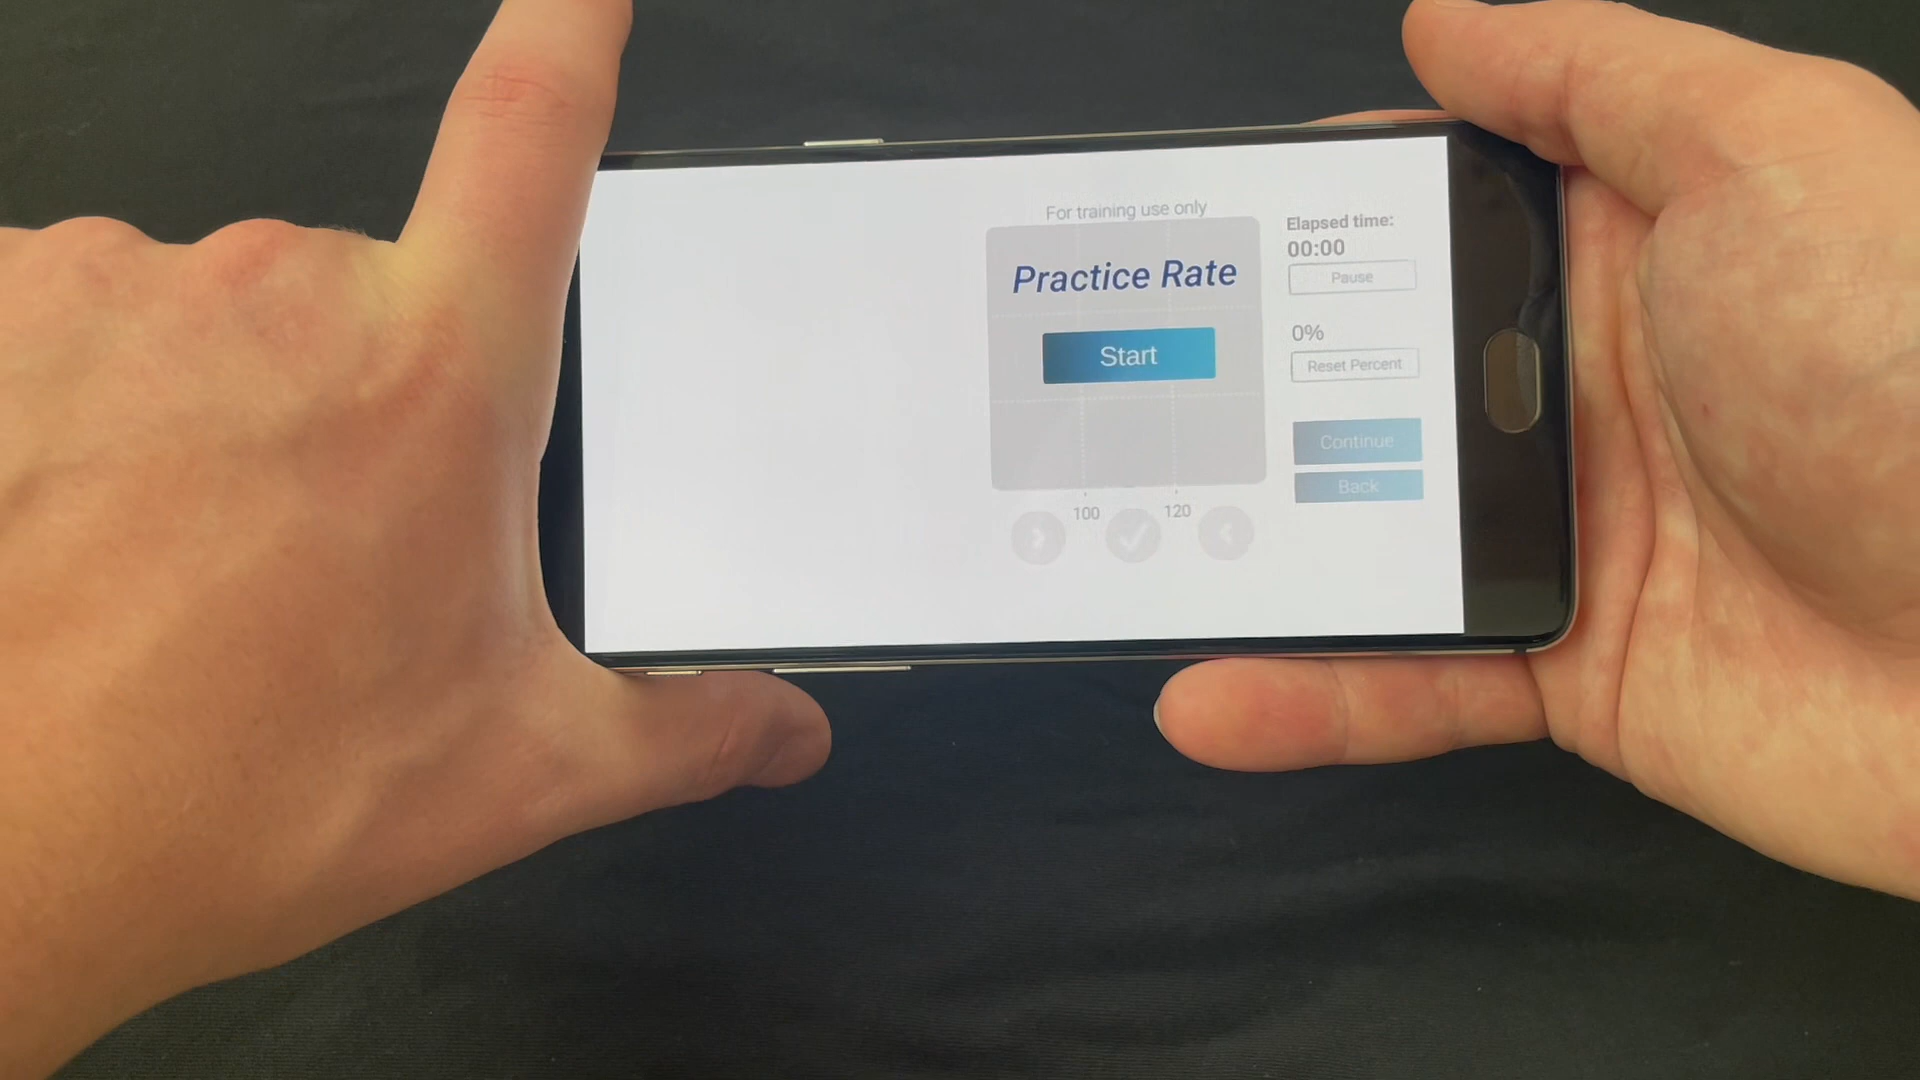 For training use only
Practice Rate
Start
100
120
Elapsed time:
00:00
Pause
0%
Reset Percent
Continue
Back